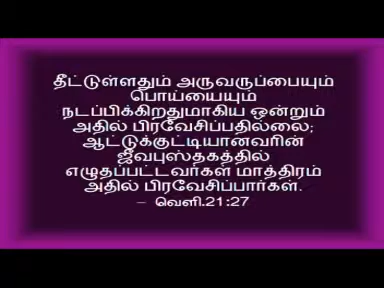 தீட்டுள்ளதும் அருவருப்பையும்
பொய்யையும்
நடப்பிக்கிறதுமாகிய ஒன்றும்
அதில் பிரவேசிப்பதில்லை;
ஆட்டுக்குட்டியானவரின்
ஜீவபுஸ்தகத்தில்
எழுதப்பட்டவர்கள் மாத்திரம்
அதில் பிரவேசிப்பார்கள்.
– வெளி.21:27